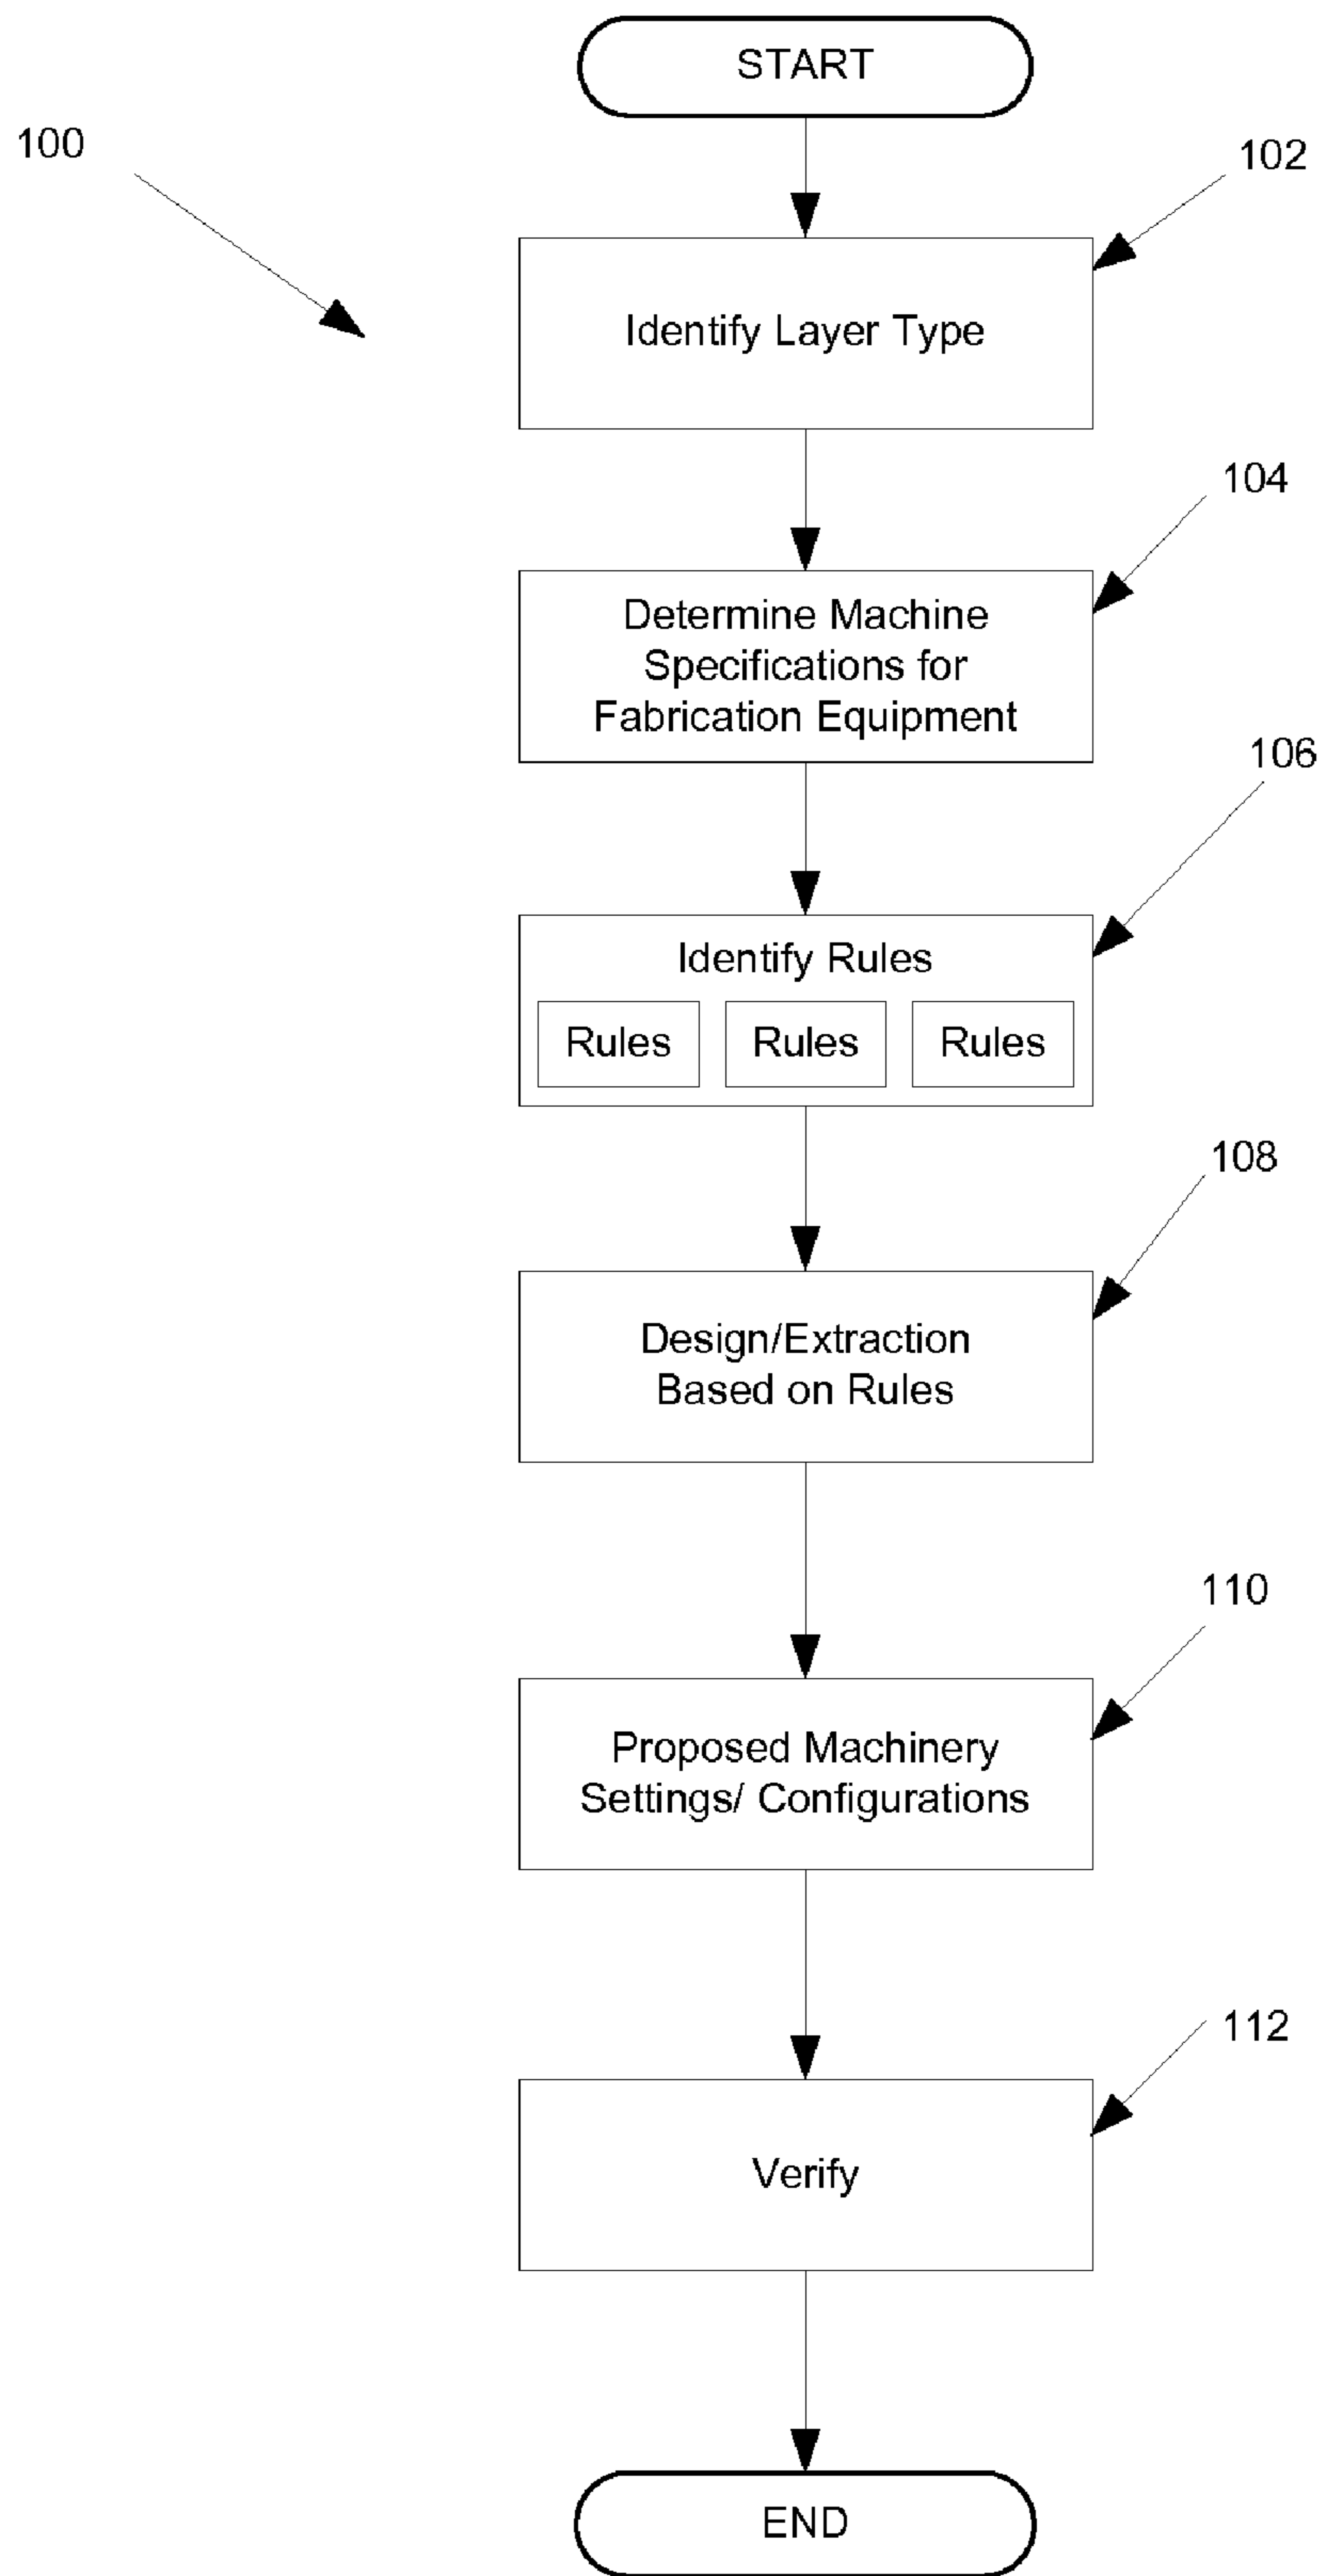 START
100
102
Identify Layer Type
104
Determine Machine
Specifications for
Fabrication Equipment
106
Identify Rules
Rules Rules Rules
108
Design/Extraction
Based on Rules
110
Proposed Machinery
Settings/ Configurations
112
Verify
END